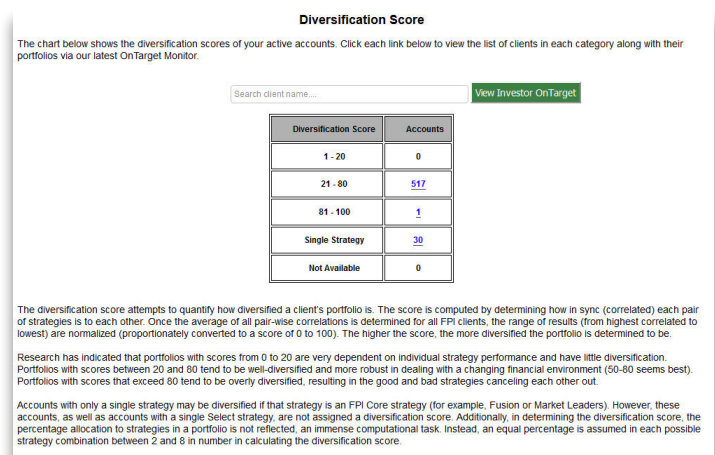 Diversification Score
The chart below shows the diversification scores of your active accounts. Click each link below to view the list of clients in each category along with their
portfolios via our latest OnTarget Monitor.
Search client name.... View Investor OnTarget
Diversification Score Accounts
1 - 20 0
21 - 80 517
81 - 100 1
Single Strategy 30
Not Available 0
The diversification score attempts to quantify how diversified a client's portfolio is. The score is computed by determining how in sync (correlated) each pair
of strategies is to each other. Once the average of all pair-wise correlations is determined for all FPI clients, the range of results (from highest correlated to
lowest) are normalized (proportionately converted to a score of 0 to 100). The higher the score, the more diversified the portfolio is determined to be.
Research has indicated that portfolios with scores from 0 to 20 are very dependent on individual strategy performance and have little diversification.
Portfolios with scores between 20 and 80 tend to be well-diversified and more robust in dealing with a changing financial environment (50-80 seems best).
Portfolios with scores that exceed 80 tend to be overly diversified, resulting in the good and bad strategies canceling each other out.
Accounts with only a single strategy may be diversified if that strategy is an FPI Core strategy (for example, Fusion or Market Leaders). However, these
accounts, as well as accounts with a single Select strategy, are not assigned a diversification score. Additionally, in determining the diversification score, the
percentage allocation to strategies in a portfolio is not reflected, an immense computational task. Instead, an equal percentage is assumed in each possible
strategy combination between 2 and 8 in number in calculating the diversification score.